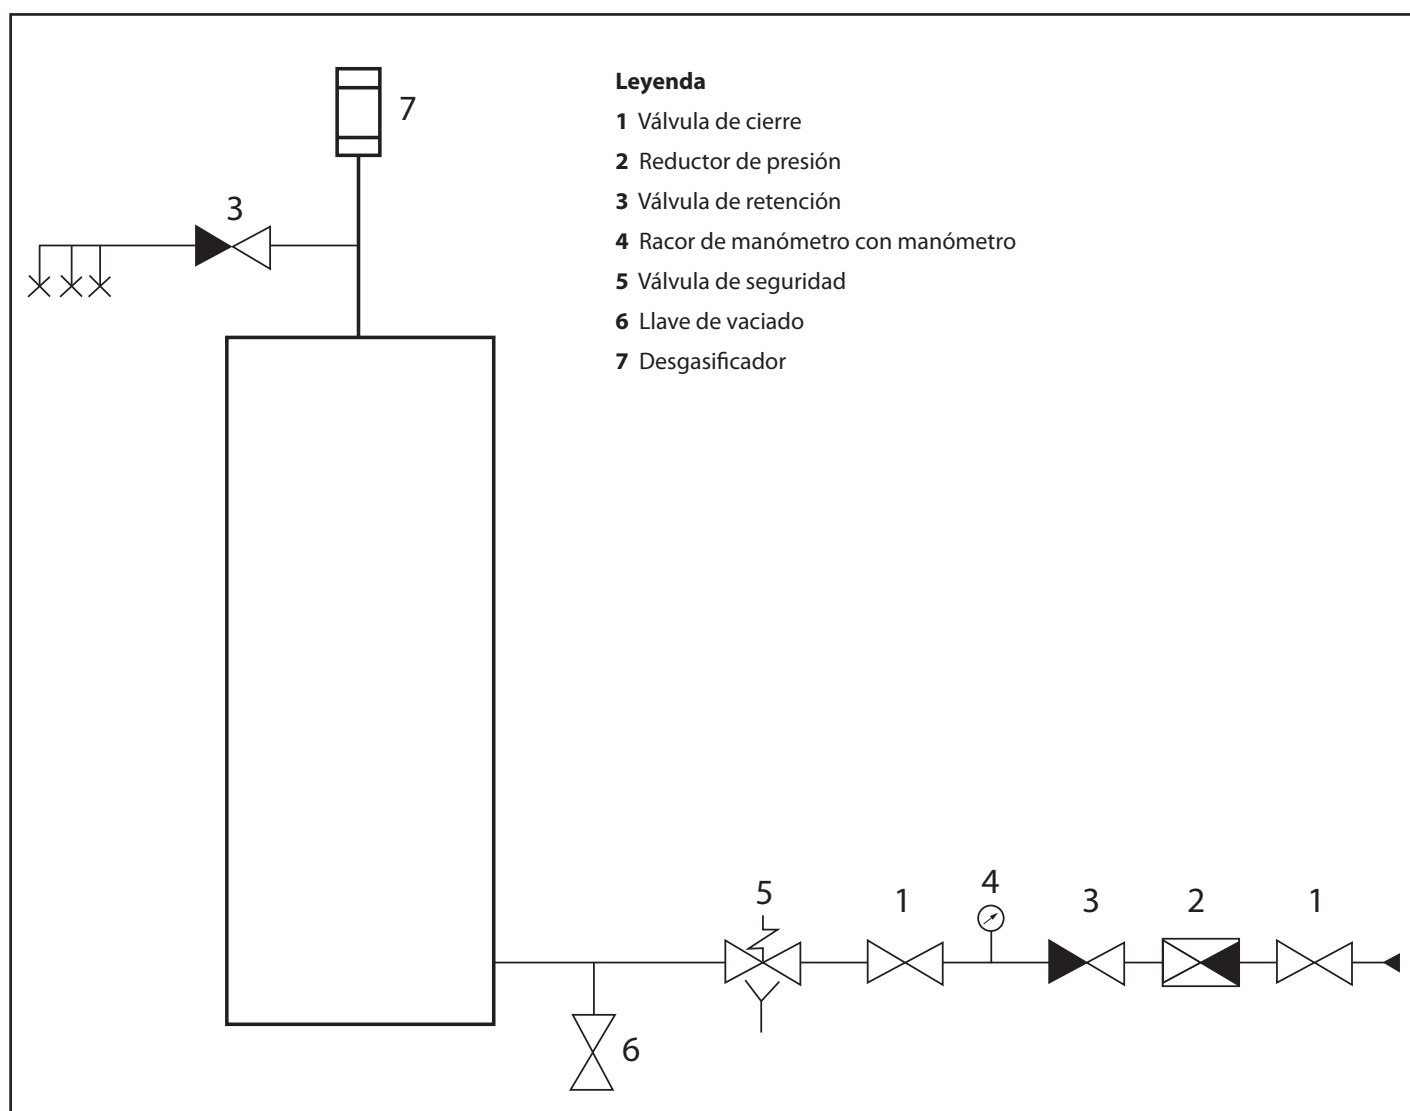 Leyenda
1 Válvula de cierre
2 Reductor de presión
3 Válvula de retención
4 Racor de manómetro con manómetro
5 Válvula de seguridad
6 Llave de vaciado
7 Desgasificador
7
3
5 1 4 3 2 1
6